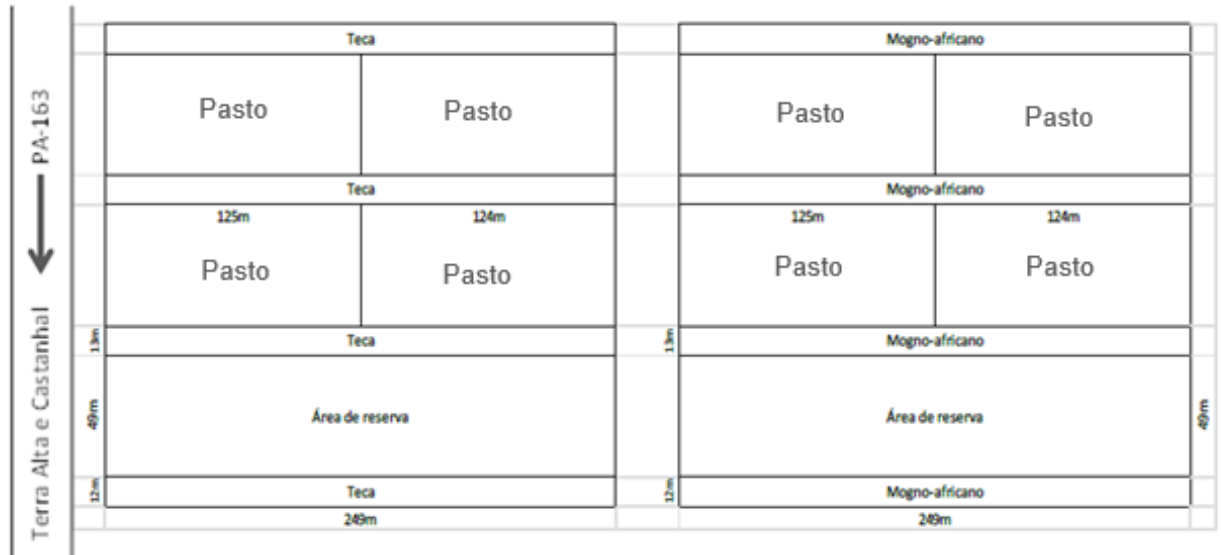 Teca
Mogno-africano
Pasto
Pasto
Pasto
Pasto
PA-163
Teca
Mogno-africano
125m
124m
125m
124m
Pasto
Pasto
Pasto
Pasto
Terra Alta e Castanhal
13m
Teca
13m
Mogno-africano
49m
Área de reserva
Área de reserva
49m
12m
Teca
12m
Mogno-africano
249m
249m